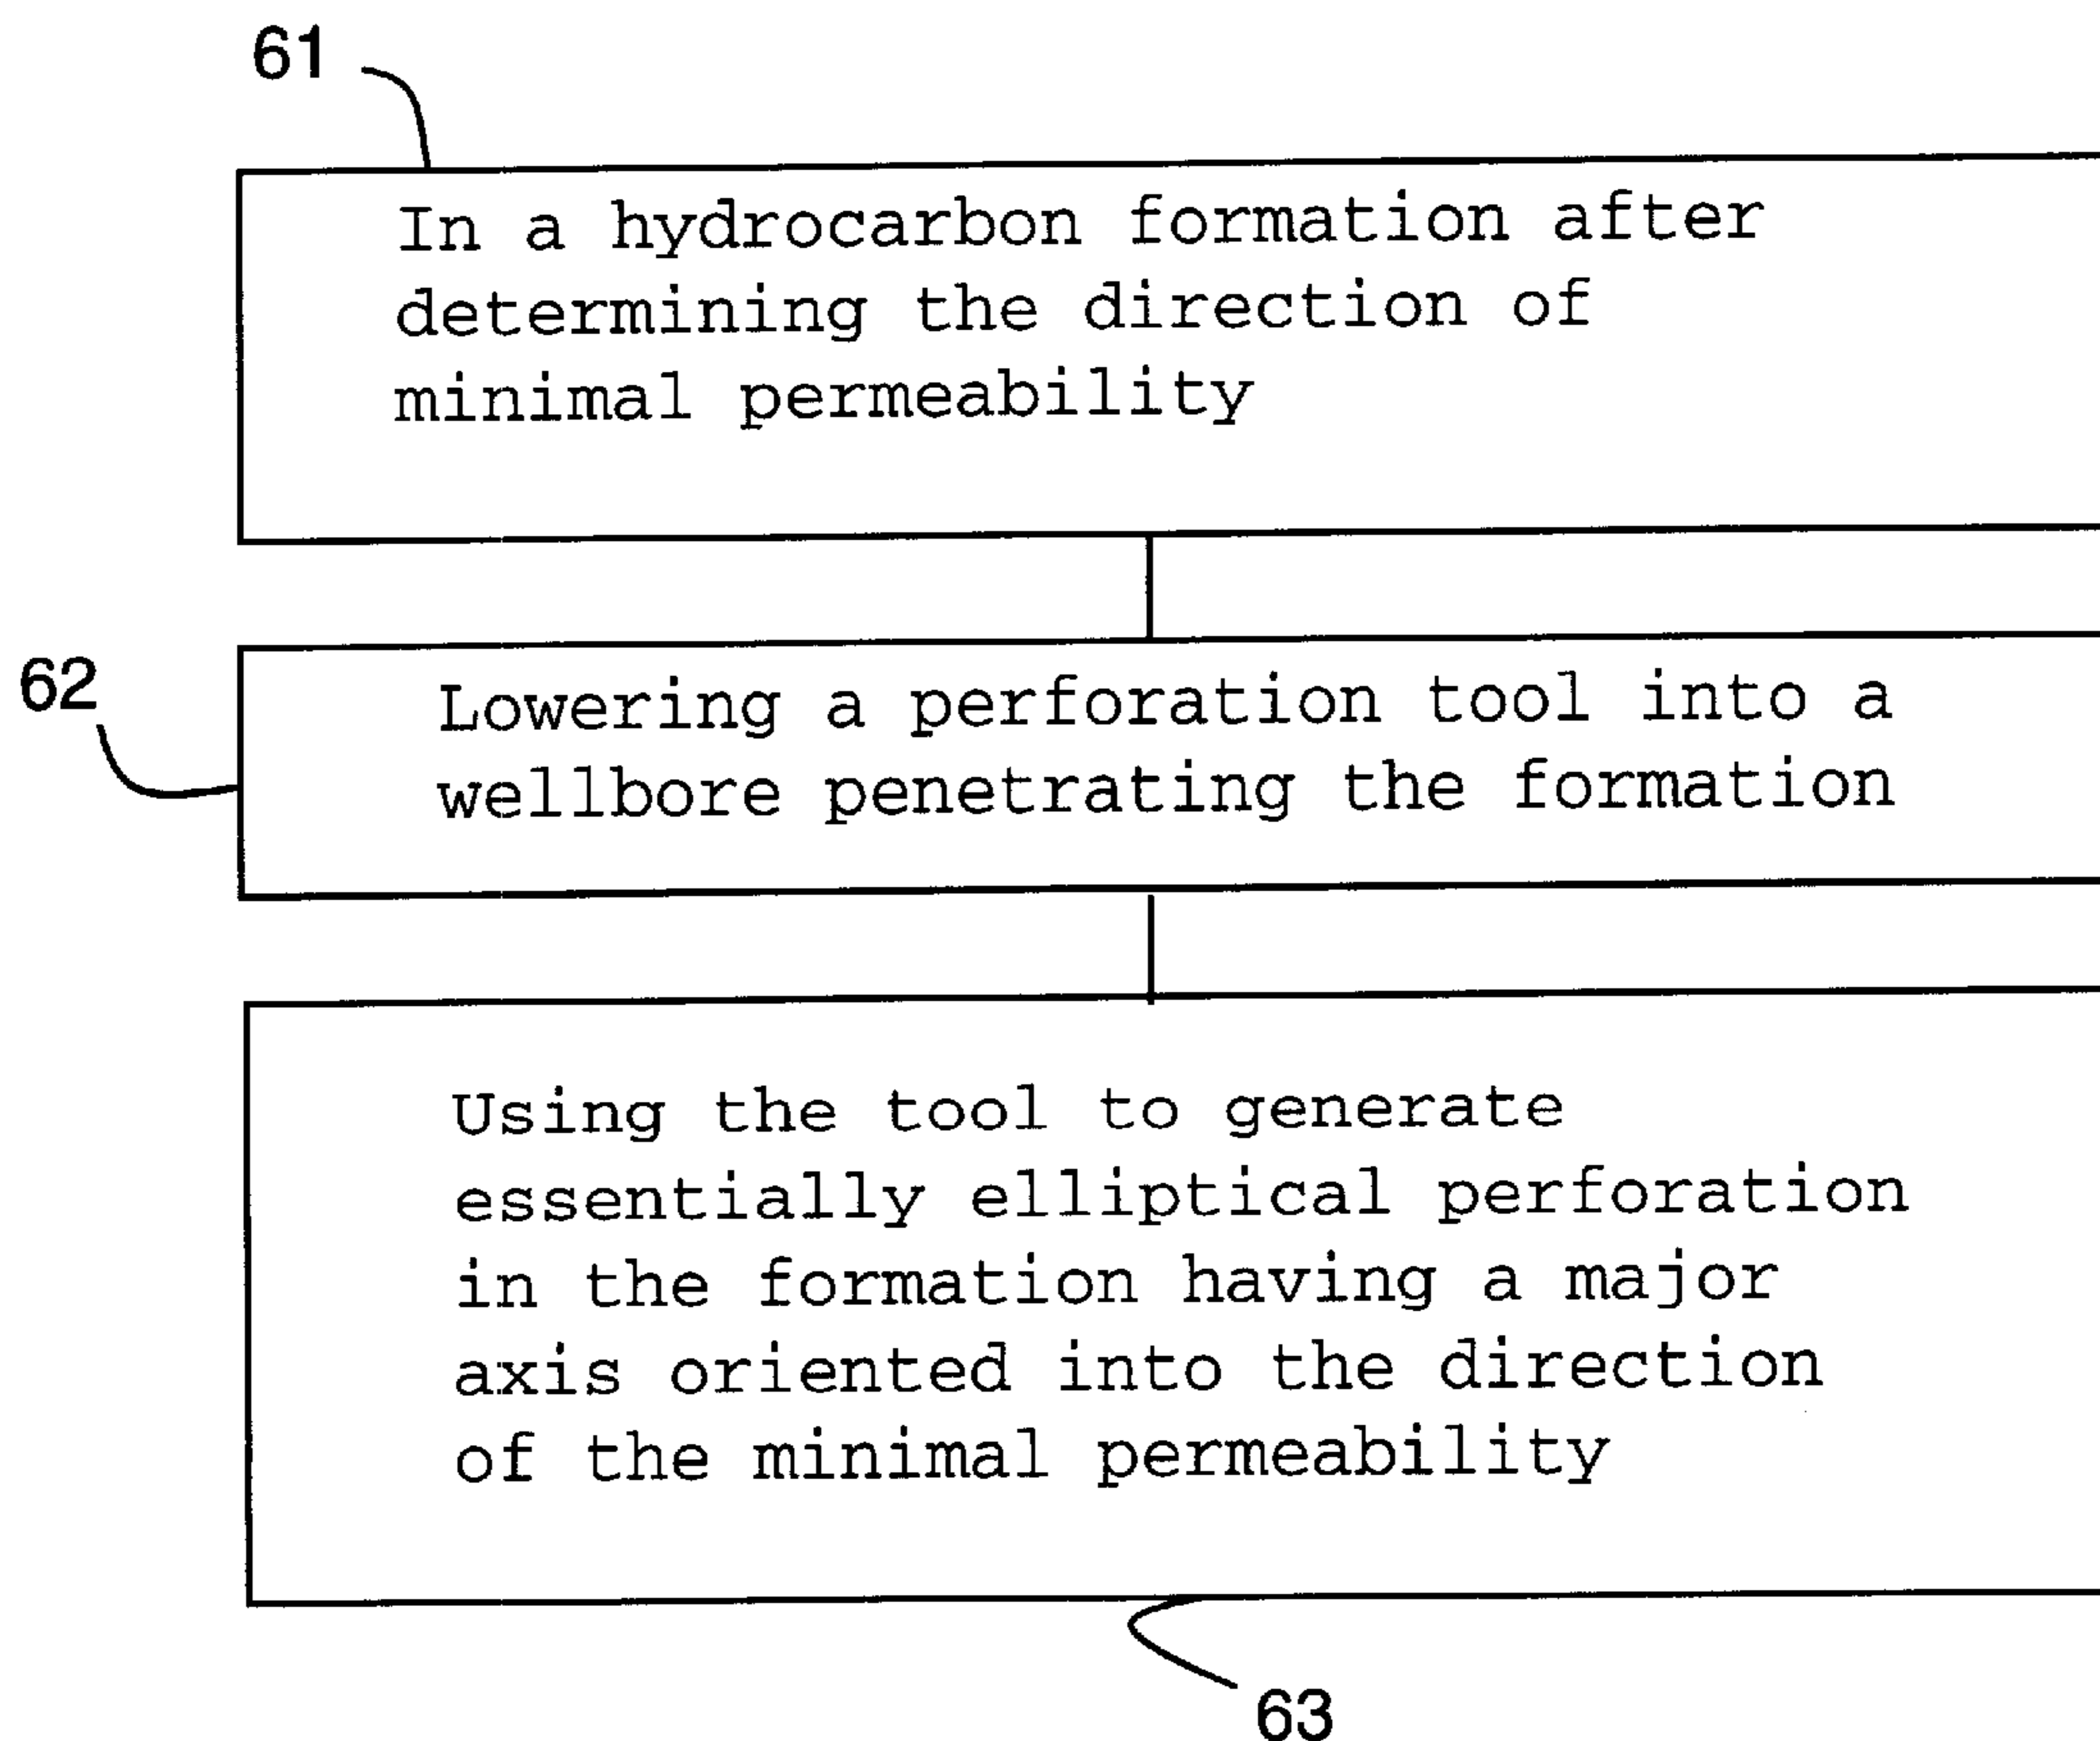 61
In a hydrocarbon formation after
determining the direction of
minimal permeability
62
Lowering a perforation tool into a
wellbore penetrating the formation
Using the tool to generate
essentially elliptical perforation
in the formation having a major
axis oriented into the direction
of the minimal permeability
63